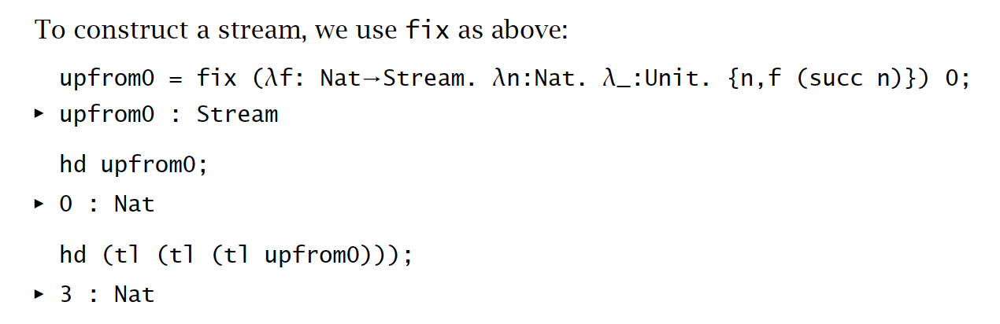 To construct a stream, we use fix as above:
upfrom0 = fix (λf: Nat→Stream. λn:Nat. λ_:Unit. {n,f (succ n)}) 0;
▸ upfrom0 : Stream
hd upfrom0;
▸ 0 : Nat
hd (tl (tl (tl upfrom0)));
▸ 3 : Nat